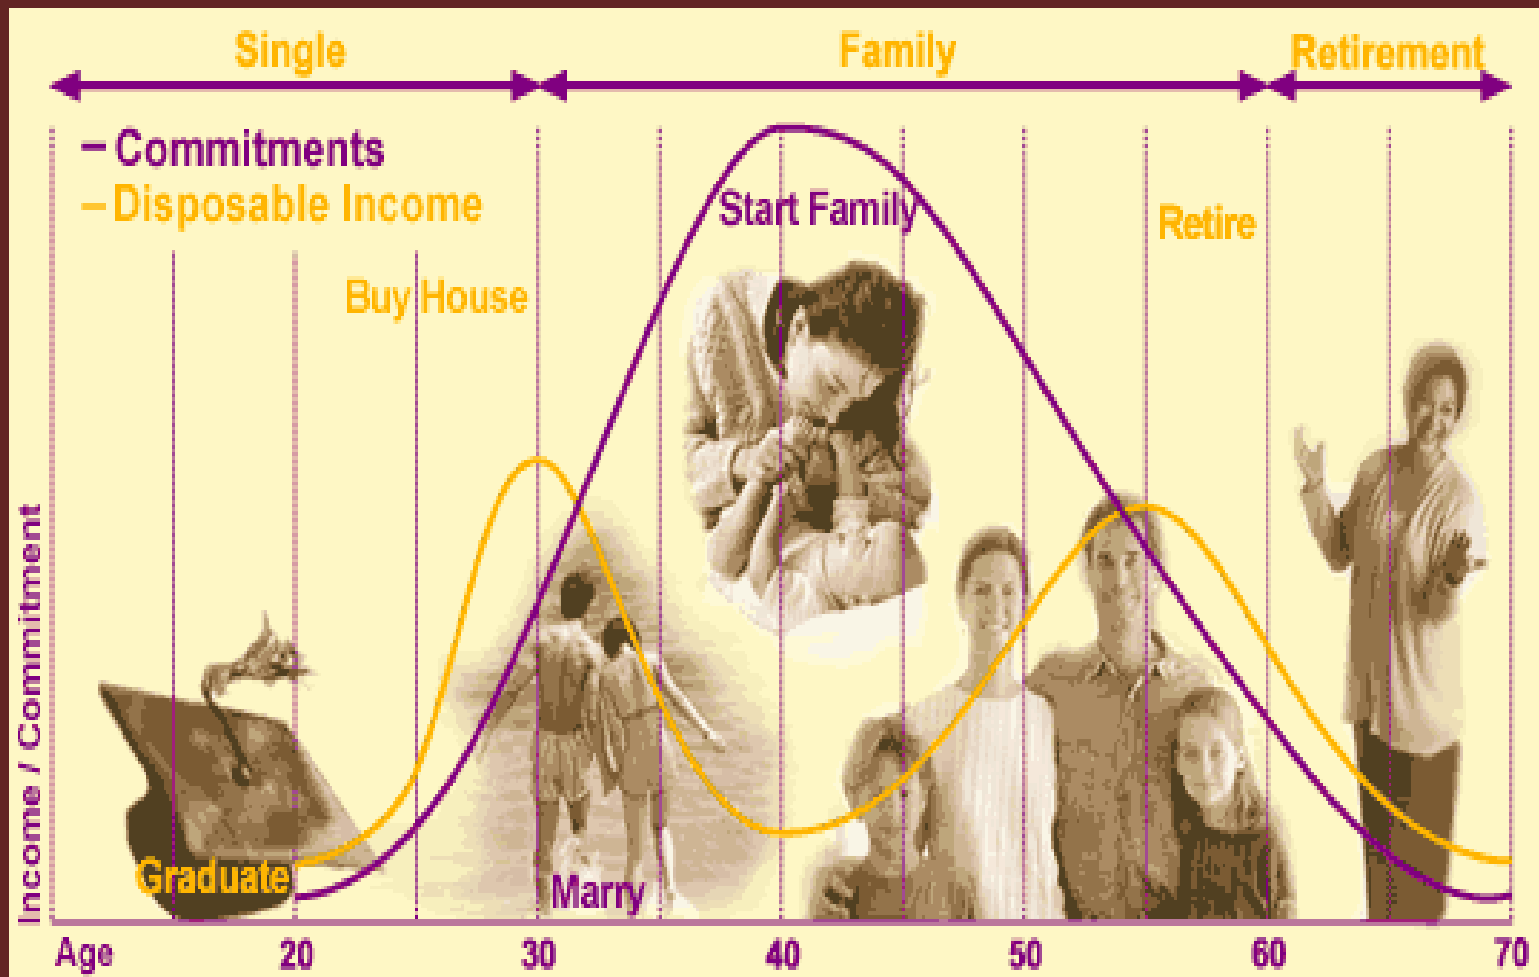 Single
Family
Retirement
Commitments
Disposable Income
Start Family
Retire
Buy House
Income / Commitment
Graduate
Marry
Age 20 30 40 50 60 70